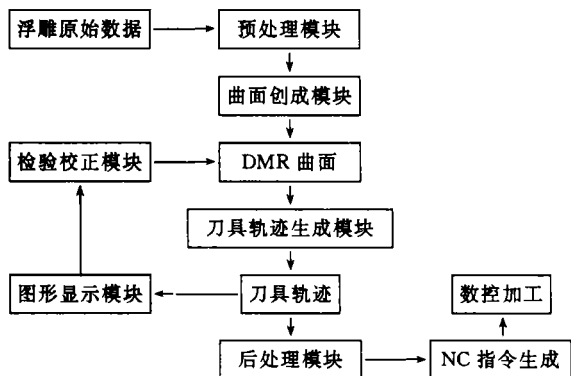 浮雕原始数据
预处理模块
曲面创成模块
检验校正模块
DMR 曲面
刀具轨迹生成模块
图形显示模块
刀具轨迹
数控加工
后处理模块
NC 指令生成